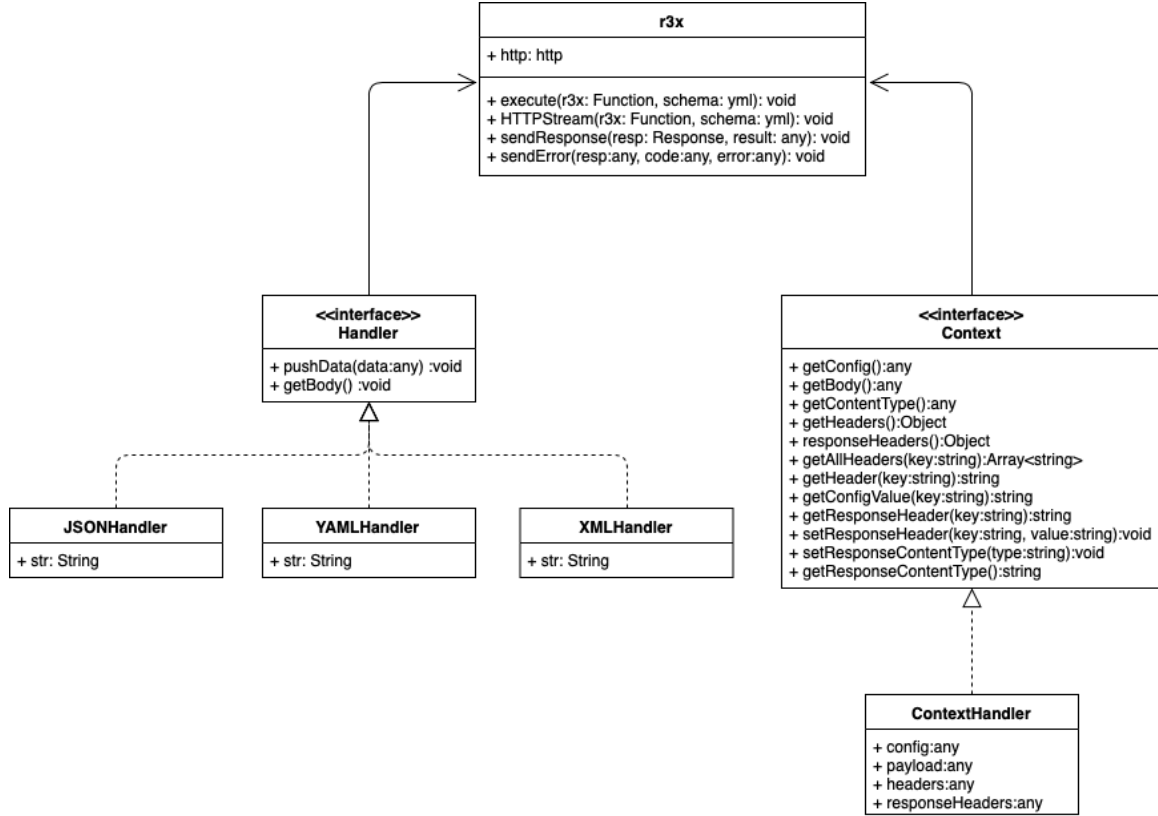 r3x
+ http: http
+ execute(r3x: Function, schema: yml): void
+ HTTPStream(r3x: Function, schema: yml): void
+ sendResponse(resp: Response, result: any): void
+ sendError(resp:any, code:any, error:any): void
<<interface>>
Handler
+ pushData(data:any) :void
+ getBody() :void
<<interface>>
Context
+ getConfig():any
+ getBody():any
+ getContentType():any
+ getHeaders():Object
+ responseHeaders():Object
+ getAllHeaders(key:string):Array<string>
+ getHeader(key:string):string
+ getConfigValue(key:string):string
+ getResponseHeader(key:string):string
+ setResponseHeader(key:string, value:string):void
+ setResponseContentType(type:string):void
+ getResponseContentType():string
JSONHandler
+ str: String
YAMLHandler
+ str: String
XMLHandler
+ str: String
ContextHandler
+ config:any
+ payload:any
+ headers:any
+ responseHeaders:any